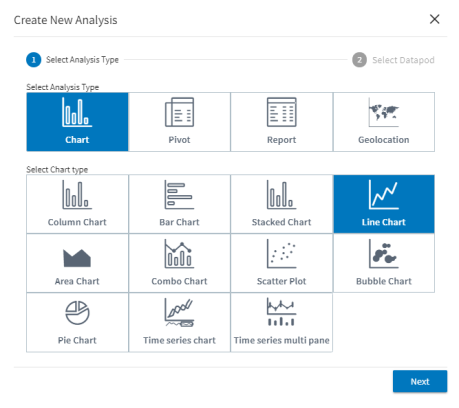 Create New Analysis
1 Select Analysis Type
2 Select Datapod
Select Analysis Type
Chart
Pivot
Report
Geolocation
Select Chart type
Column Chart
Bar Chart
Stacked Chart
Line Chart
Area Chart
Combo Chart
Scatter Plot
Bubble Chart
Pie Chart
Time series chart
Time series multi pane
Next